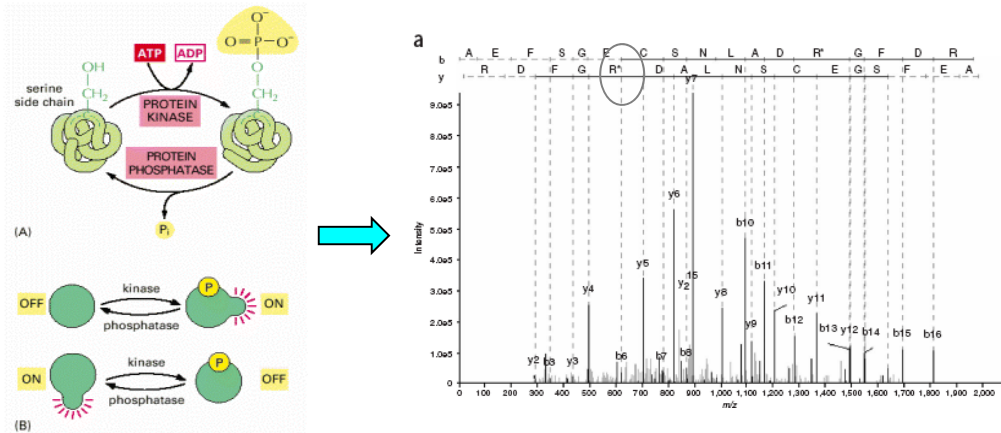 O
O=P–O⁻
O⁻
O
CH₂
ATP
ADP
OH
CH₂
serine
side chain
PROTEIN
KINASE
PROTEIN
PHOSPHATASE
Pᵢ
(A)
OFF
kinase
phosphatase
P
ON
ON
kinase
phosphatase
P
OFF
(B)
a
b A E F S G E C S N L A D R* G F D R
y R D F G R* D A L N S C E G S F E A
Intensity
9.0e5
8.0e5
7.0e5
6.0e5
5.0e5
4.0e5
3.0e5
2.0e5
1.0e5
0.0
y2
b3
y3
y4
b6
y5
b7
y6
y2
15
b8
y7
y8
b10
y9
b11
y10
b12
y11
b13
y12
b14
b15
b16
0 100 200 300 400 500 600 700 800 900 1,000 1,100 1,200 1,300 1,400 1,500 1,600 1,700 1,800 1,900 2,000
m/z